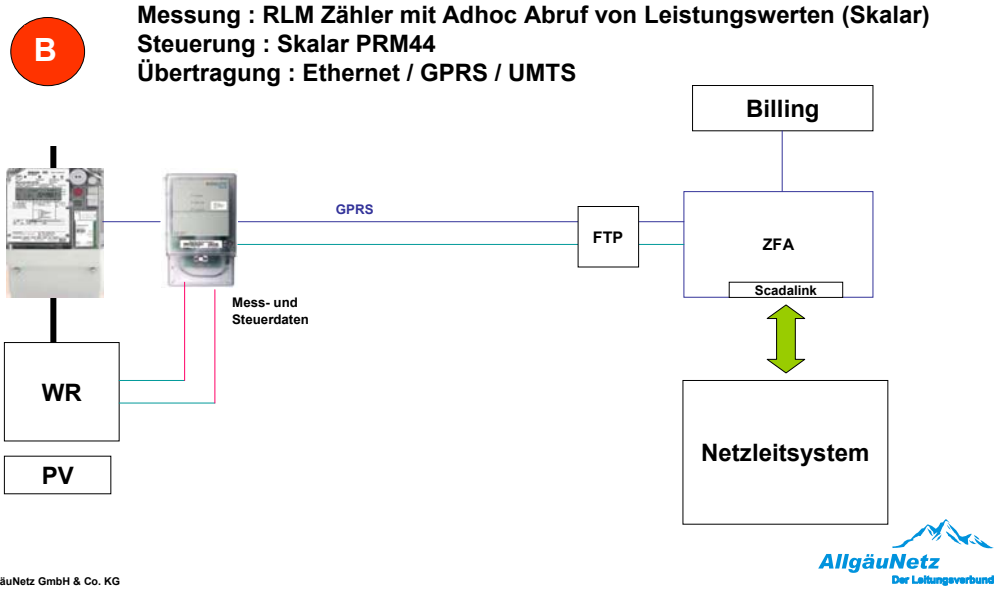 B
Messung : RLM Zähler mit Adhoc Abruf von Leistungswerten (Skalar)
Steuerung : Skalar PRM44
Übertragung : Ethernet / GPRS / UMTS
Billing
GPRS
FTP
ZFA
Scadalink
Mess- und
Steuerdaten
WR
PV
Netzleitsystem
AllgäuNetz
Der Leitungsverbund
äuNetz GmbH & Co. KG